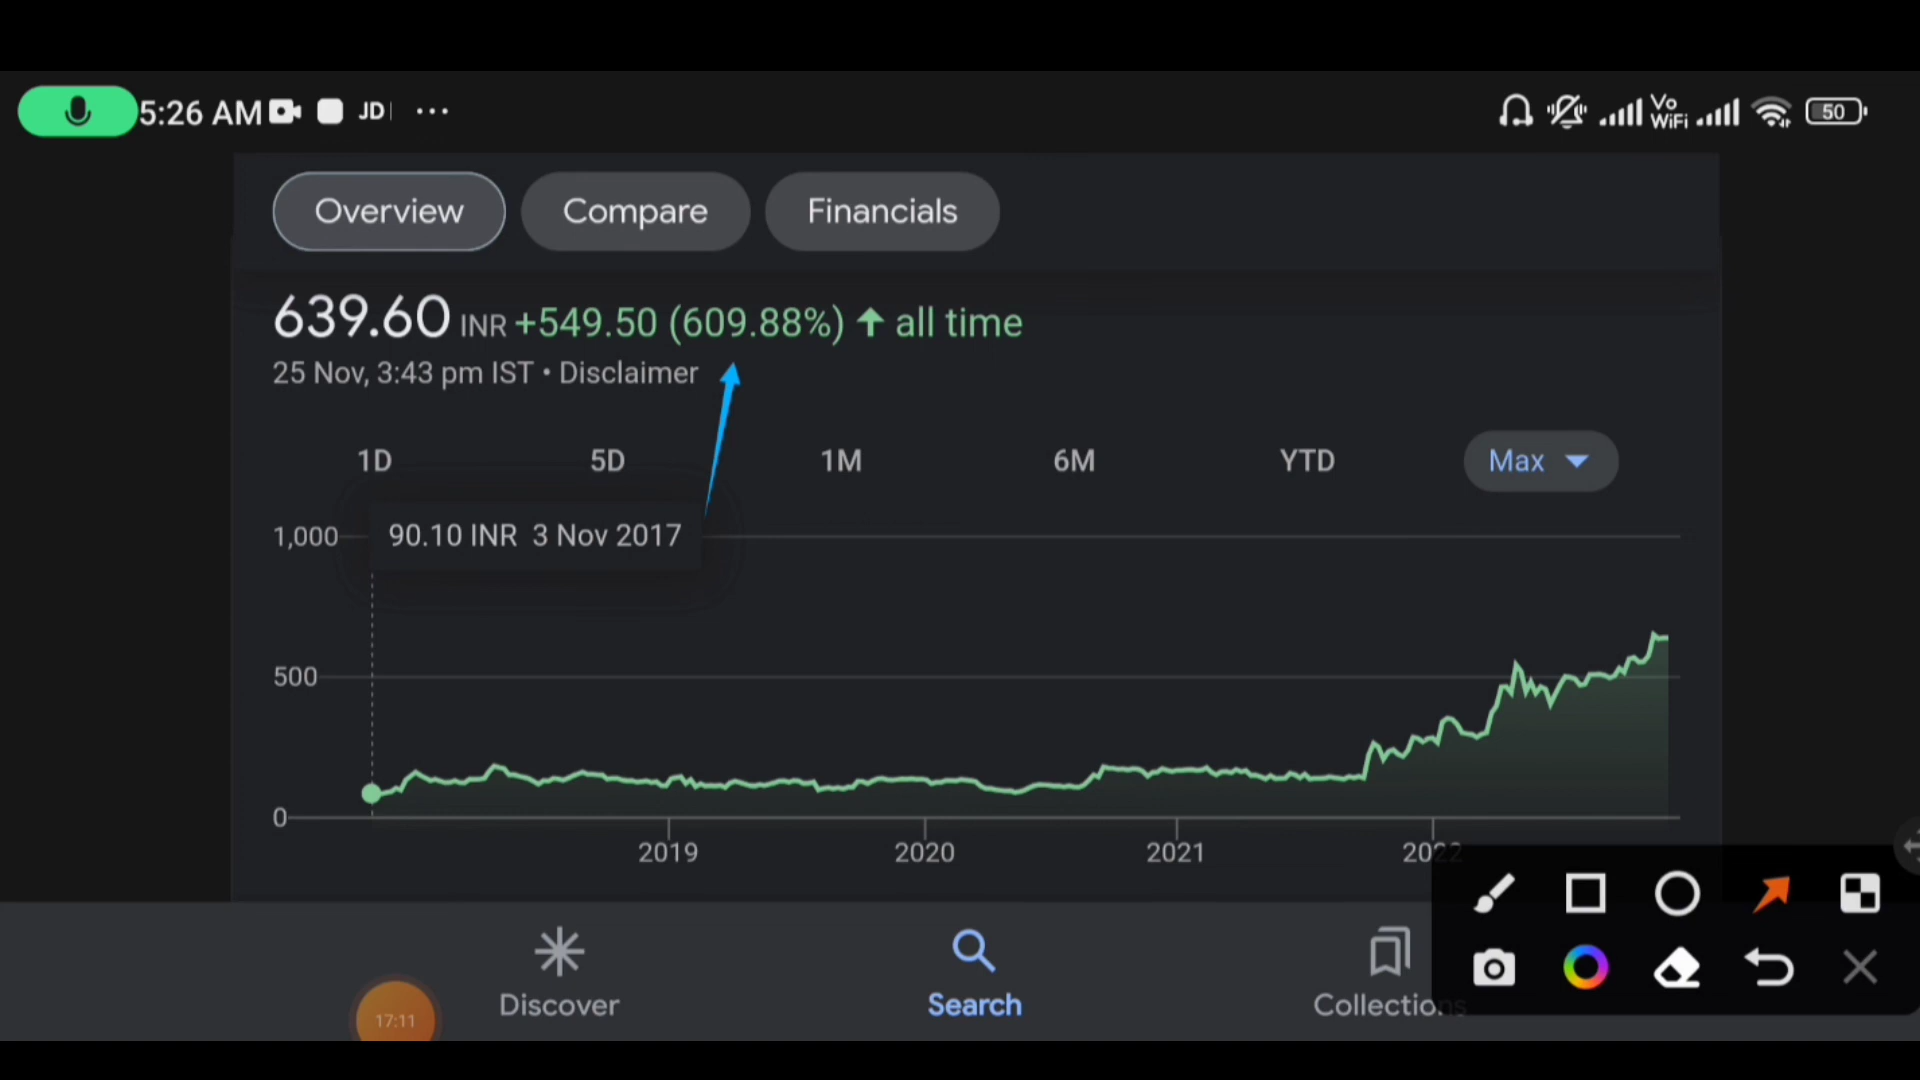 5:26 AM JD ...
Vo WiFi 50
Overview Compare Financials
639.60 INR +549.50 (609.88%) ↑ all time
25 Nov, 3:43 pm IST • Disclaimer
1D 5D 1M 6M YTD Max
1,000 90.10 INR 3 Nov 2017
500
0
2019 2020 2021 2022
Discover Search Collections
17:11